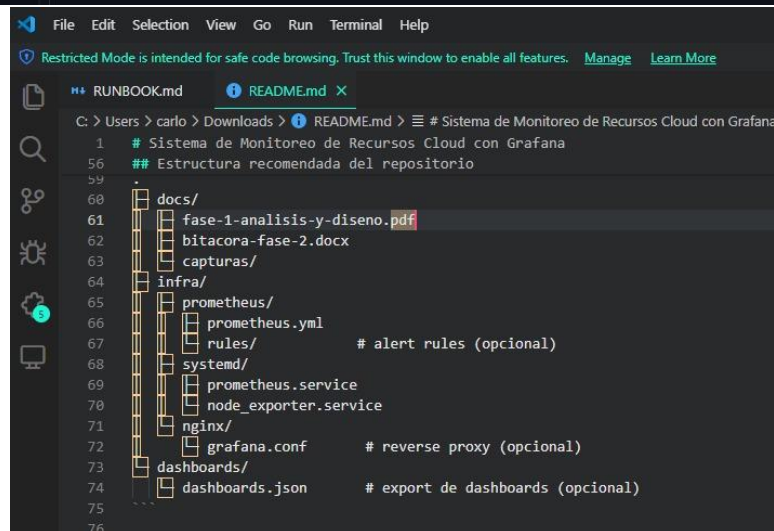 File Edit Selection View Go Run Terminal Help
Restricted Mode is intended for safe code browsing. Trust this window to enable all features. Manage Learn More
RUNBOOK.md README.md
C: > Users > carlo > Downloads > README.md > # Sistema de Monitoreo de Recursos Cloud con Grafana
1 # Sistema de Monitoreo de Recursos Cloud con Grafana
56 ## Estructura recomendada del repositorio
59 .
60 ├─ docs/
61 │ ├─ fase-1-analisis-y-diseno.pdf
62 │ ├─ bitacora-fase-2.docx
63 │ └─ capturas/
64 ├─ infra/
65 │ ├─ prometheus/
66 │ │ ├─ prometheus.yml
67 │ │ └─ rules/ # alert rules (opcional)
68 │ ├─ systemd/
69 │ │ ├─ prometheus.service
70 │ │ └─ node_exporter.service
71 │ └─ nginx/
72 │ └─ grafana.conf # reverse proxy (opcional)
73 └─ dashboards/
74 └─ dashboards.json # export de dashboards (opcional)
75 ```
76
5